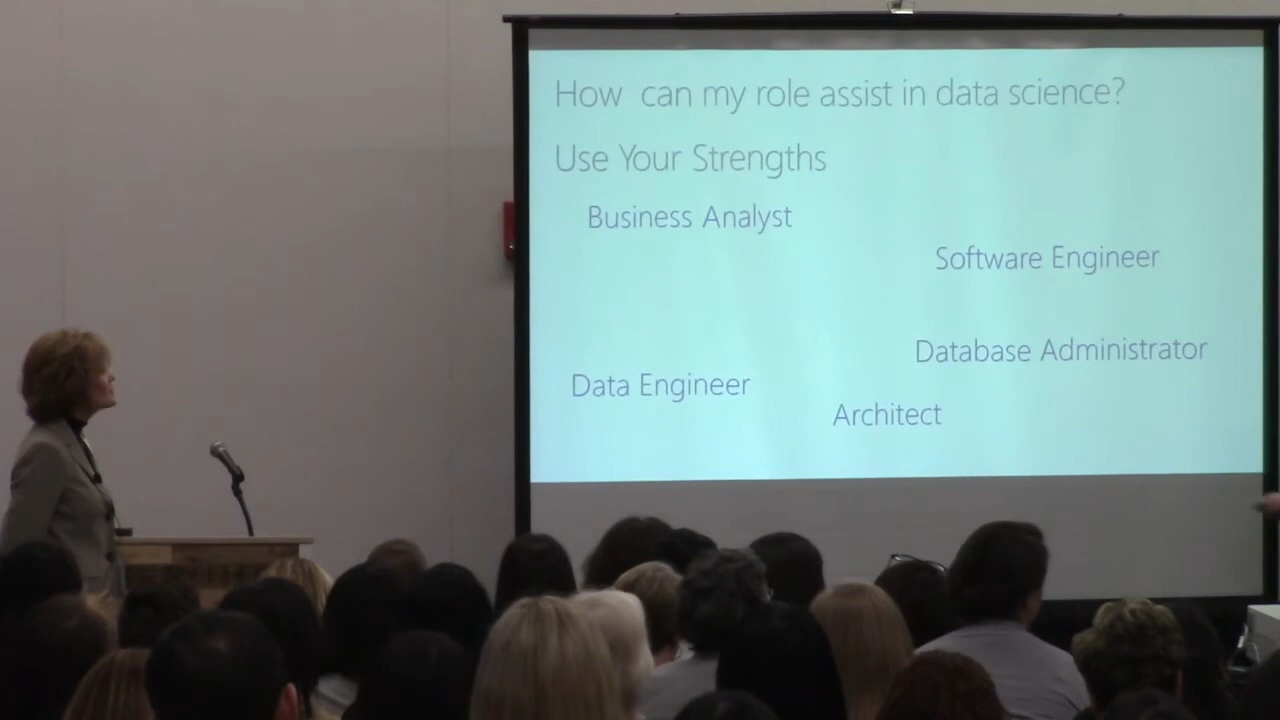 How can my role assist in data science?
Use Your Strengths
Business Analyst
Software Engineer
Database Administrator
Data Engineer
Architect